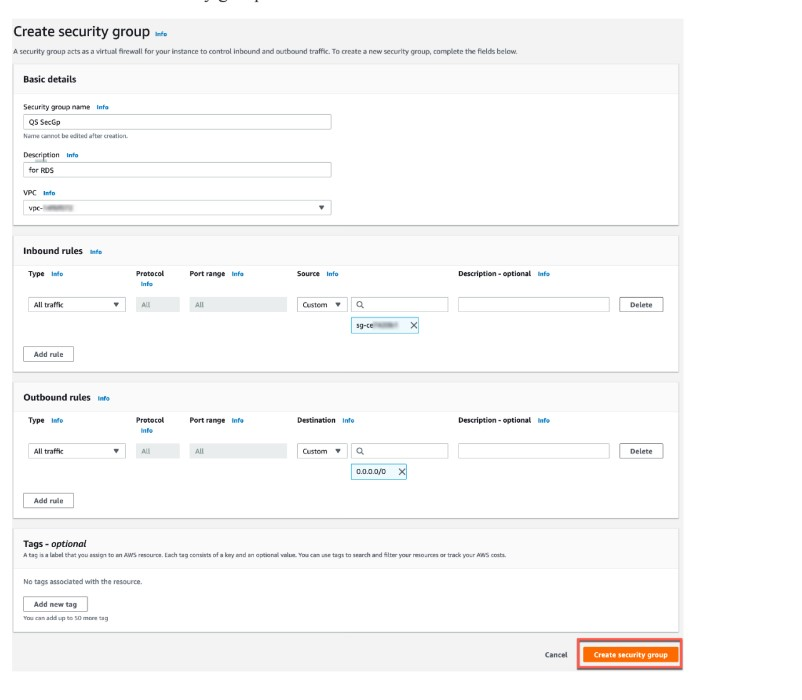 Create security group Info
A security group acts as a virtual firewall for your instance to control inbound and outbound traffic. To create a new security group, complete the fields below.
Basic details
Security group name Info
QS SecGp
Name cannot be edited after creation.
Description Info
for RDS
VPC Info
vpc-
Inbound rules Info
Type Info Protocol Info Port range Info Source Info Description - optional Info
All traffic All All Custom Delete
sg-ce
Add rule
Outbound rules Info
Type Info Protocol Info Port range Info Destination Info Description - optional Info
All traffic All All Custom Delete
0.0.0.0/0
Add rule
Tags - optional
A tag is a label that you assign to an AWS resource. Each tag consists of a key and an optional value. You can use tags to search and filter your resources or track your AWS costs.
No tags associated with the resource.
Add new tag
You can add up to 50 more tag
Cancel Create security group